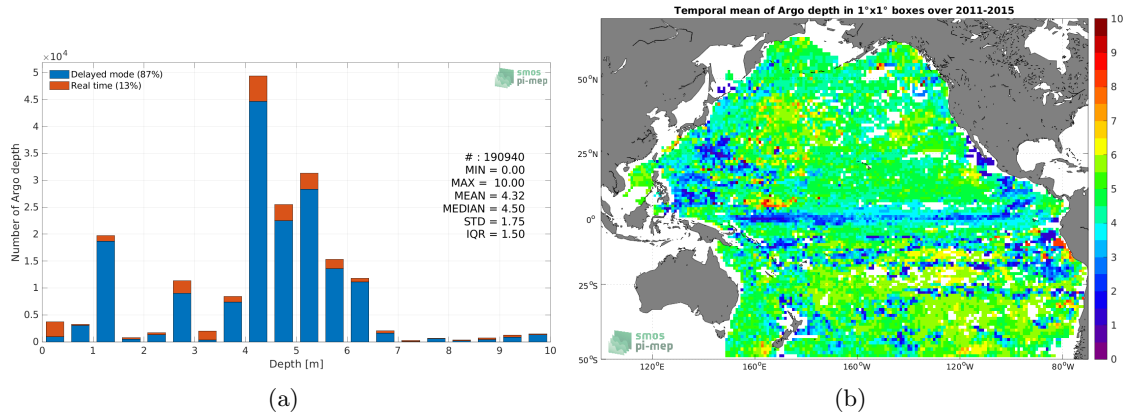 ×10⁴
5
4.5
4
3.5
3
2.5
2
1.5
1
0.5
0
Number of Argo depth
Delayed mode (87%)
Real time (13%)
smos
pi-mep
# : 190940
MIN = 0.00
MAX = 10.00
MEAN = 4.32
MEDIAN = 4.50
STD = 1.75
IQR = 1.50
0 1 2 3 4 5 6 7 8 9 10
Depth [m]
(a)
Temporal mean of Argo depth in 1°x1° boxes over 2011-2015
50°N
25°N
0°
25°S
50°S
120°E 160°E 160°W 120°W 80°W
smos
pi-mep
10
9
8
7
6
5
4
3
2
1
0
(b)